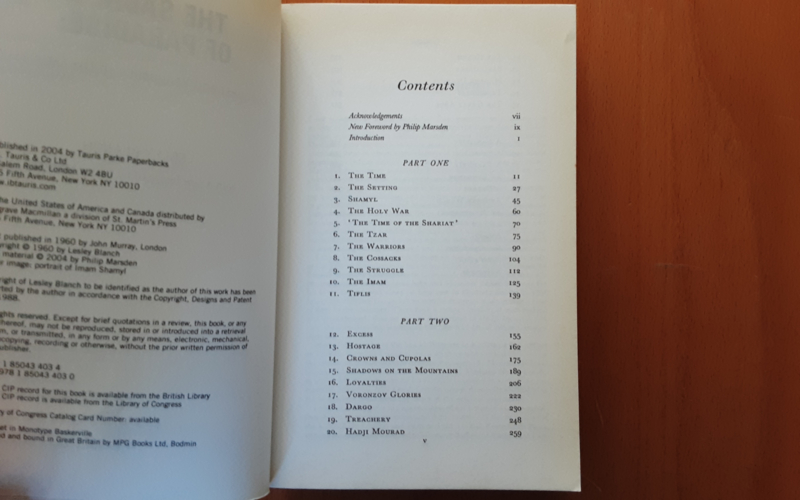 published in 2004 by Tauris Parke Paperbacks
Tauris & Co Ltd
Salem Road, London W2 4BU
Fifth Avenue, New York NY 10010
.ibtauris.com
the United States of America and Canada distributed by
grave Macmillan a division of St. Martin's Press
Fifth Avenue, New York NY 10010
published in 1960 by John Murray, London
right © 1960 by Lesley Blanch
material © 2004 by Philip Marsden
image: portrait of Imam Shamyl
right of Lesley Blanch to be identified as the author of this work has been
ted by the author in accordance with the Copyright, Designs and Patent
1988.
ghts reserved. Except for brief quotations in a review, this book, or any
thereof, may not be reproduced, stored in or introduced into a retrieval
m, or transmitted, in any form or by any means, electronic, mechanical,
copying, recording or otherwise, without the prior written permission of
publisher.
1 85043 403 4
978 1 85043 403 0
CIP record for this book is available from the British Library
CIP record is available from the Library of Congress
y of Congress Catalog Card Number: available
set in Monotype Baskerville
d and bound in Great Britain by MPG Books Ltd, Bodmin
Contents
Acknowledgements vii
New Foreword by Philip Marsden ix
Introduction 1
PART ONE
1. The Time 11
2. The Setting 27
3. Shamyl 45
4. The Holy War 60
5. 'The Time of the Shariat' 70
6. The Tzar 75
7. The Warriors 90
8. The Cossacks 104
9. The Struggle 112
10. The Imam 125
11. Tiflis 139
PART TWO
12. Excess 155
13. Hostage 162
14. Crowns and Cupolas 175
15. Shadows on the Mountains 189
16. Loyalties 206
17. Voronzov Glories 222
18. Dargo 230
19. Treachery 248
20. Hadji Mourad 259
v